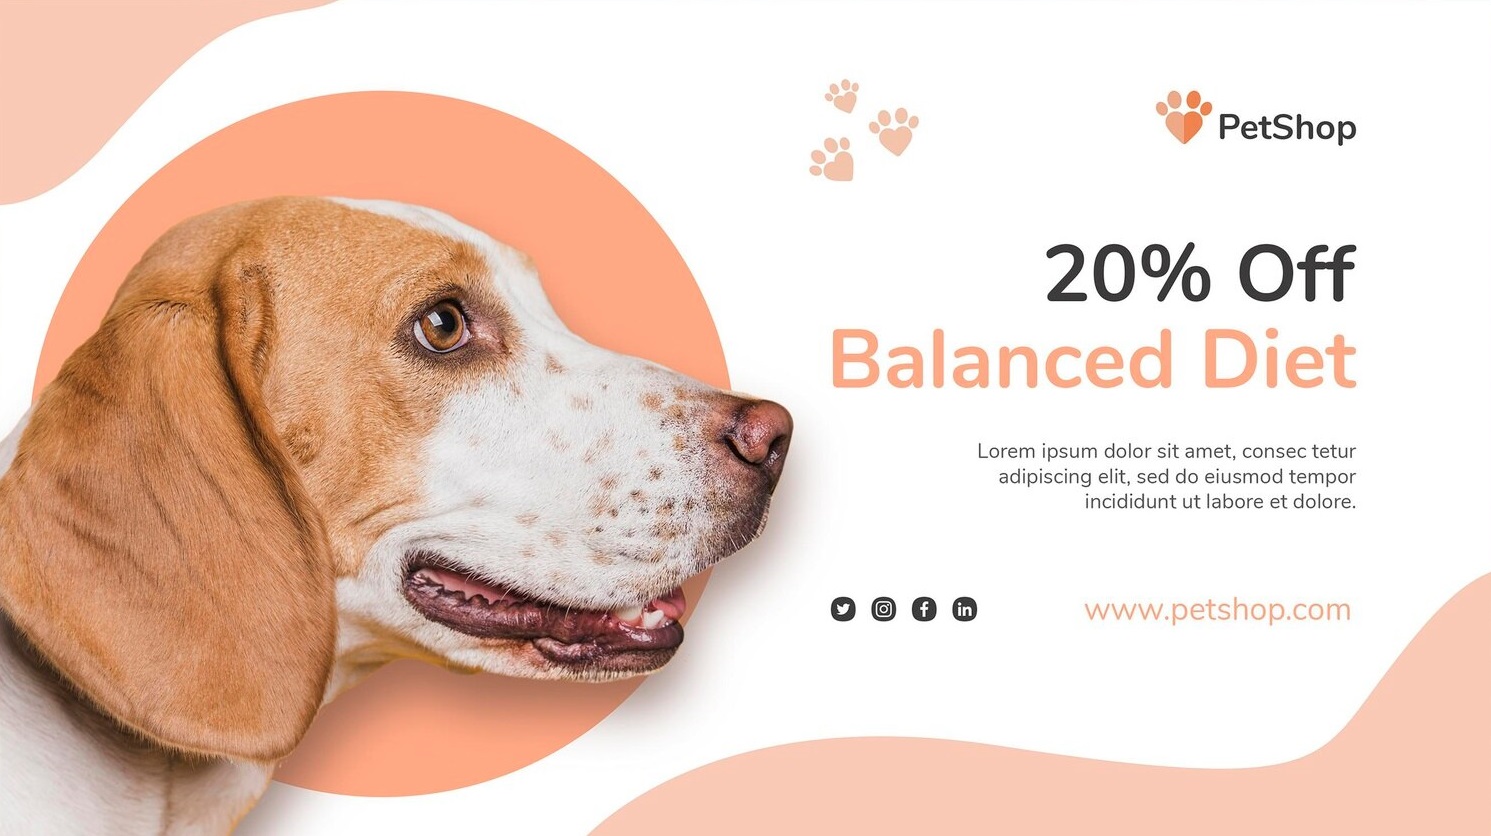 PetShop
20% Off
Balanced Diet
Lorem ipsum dolor sit amet, consec tetur
adipiscing elit, sed do eiusmod tempor
incididunt ut labore et dolore.
www.petshop.com